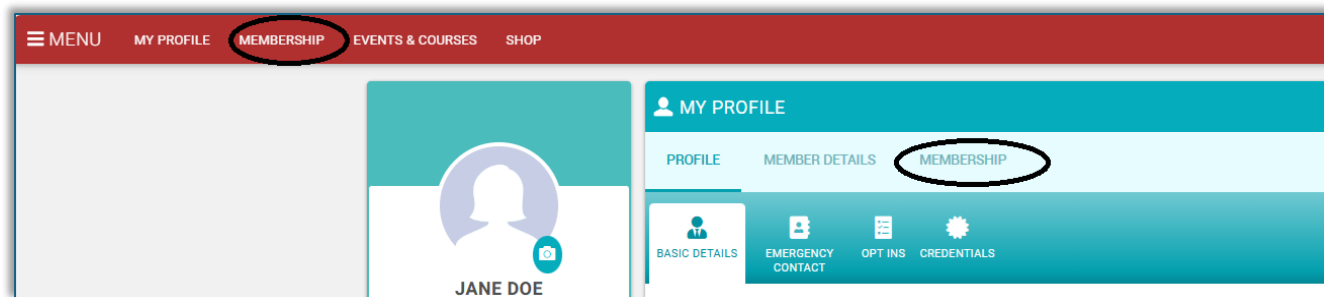 MENU MY PROFILE MEMBERSHIP EVENTS & COURSES SHOP
MY PROFILE
PROFILE MEMBER DETAILS MEMBERSHIP
BASIC DETAILS EMERGENCY CONTACT OPT INS CREDENTIALS
JANE DOE